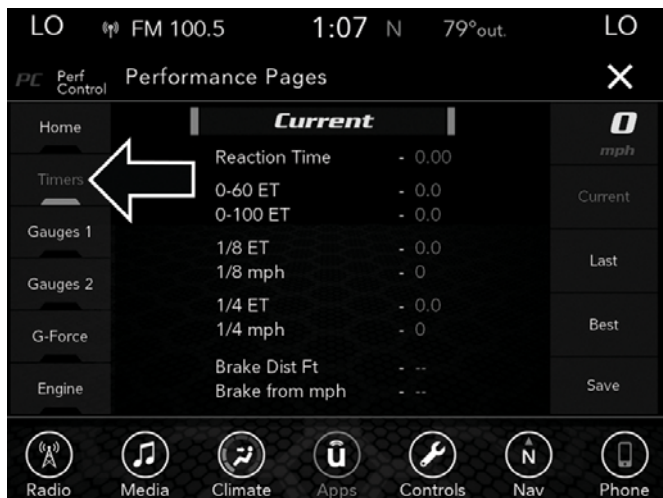 LO FM 100.5 1:07 N 79°out. LO
PC Perf Control Performance Pages X
Home
Timers
Gauges 1
Gauges 2
G-Force
Engine
Current
Reaction Time - 0.00
0-60 ET - 0.0
0-100 ET - 0.0
1/8 ET - 0.0
1/8 mph - 0
1/4 ET - 0.0
1/4 mph - 0
Brake Dist Ft - --
Brake from mph - --
0
mph
Current
Last
Best
Save
N
Radio Media Climate Apps Controls Nav Phone